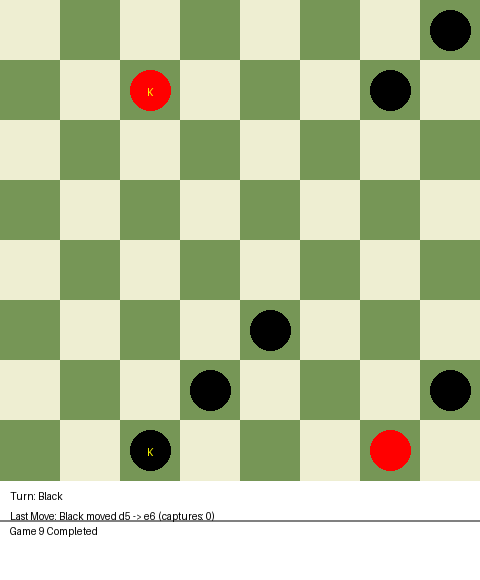 K
K
Turn: Black
Last Move: Black moved d5 -> e6 (captures: 0)
Game 9 Completed